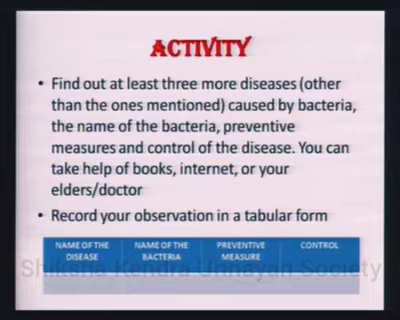 ACTIVITY
• Find out at least three more diseases (other
than the ones mentioned) caused by bacteria,
the name of the bacteria, preventive
measures and control of the disease. You can
take help of books, internet, or your
elders/doctor
• Record your observation in a tabular form
NAME OF THE DISEASE NAME OF THE BACTERIA PREVENTIVE MEASURE CONTROL
Shiksha Kendra Unnayan Society